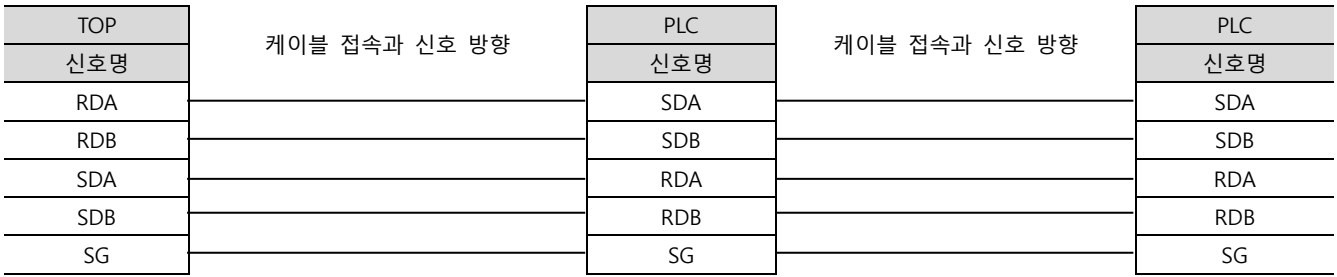 TOP 케이블 접속과 신호 방향 PLC 케이블 접속과 신호 방향 PLC
신호명 신호명 신호명
RDA SDA SDA
RDB SDB SDB
SDA RDA RDA
SDB RDB RDB
SG SG SG